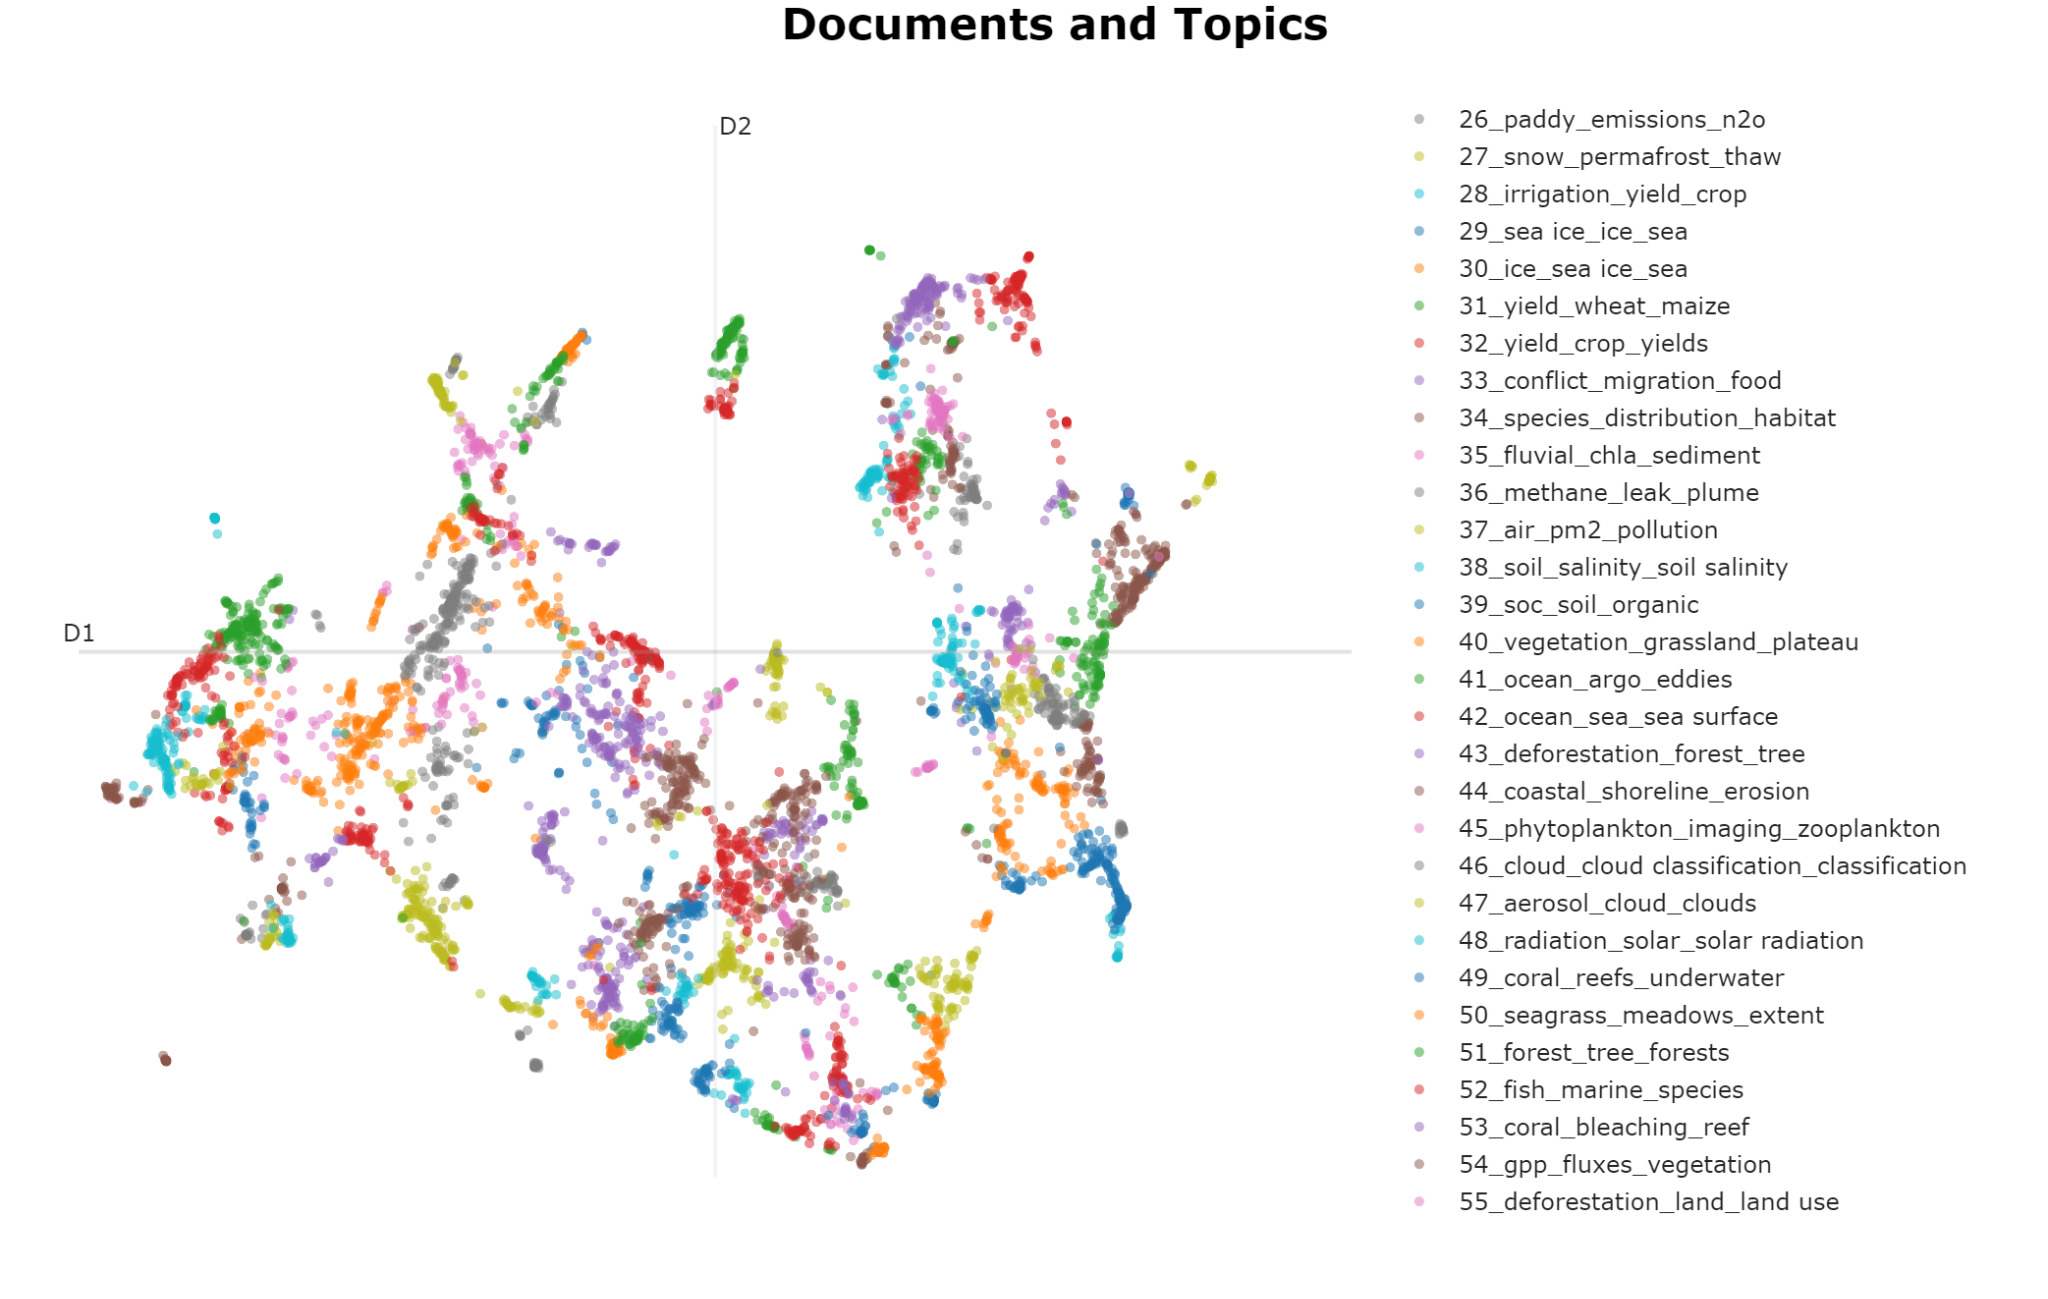 Documents and Topics
D2
D1
26_paddy_emissions_n2o
27_snow_permafrost_thaw
28_irrigation_yield_crop
29_sea ice_ice_sea
30_ice_sea ice_sea
31_yield_wheat_maize
32_yield_crop_yields
33_conflict_migration_food
34_species_distribution_habitat
35_fluvial_chla_sediment
36_methane_leak_plume
37_air_pm2_pollution
38_soil_salinity_soil salinity
39_soc_soil_organic
40_vegetation_grassland_plateau
41_ocean_argo_eddies
42_ocean_sea_sea surface
43_deforestation_forest_tree
44_coastal_shoreline_erosion
45_phytoplankton_imaging_zooplankton
46_cloud_cloud classification_classification
47_aerosol_cloud_clouds
48_radiation_solar_solar radiation
49_coral_reefs_underwater
50_seagrass_meadows_extent
51_forest_tree_forests
52_fish_marine_species
53_coral_bleaching_reef
54_gpp_fluxes_vegetation
55_deforestation_land_land use